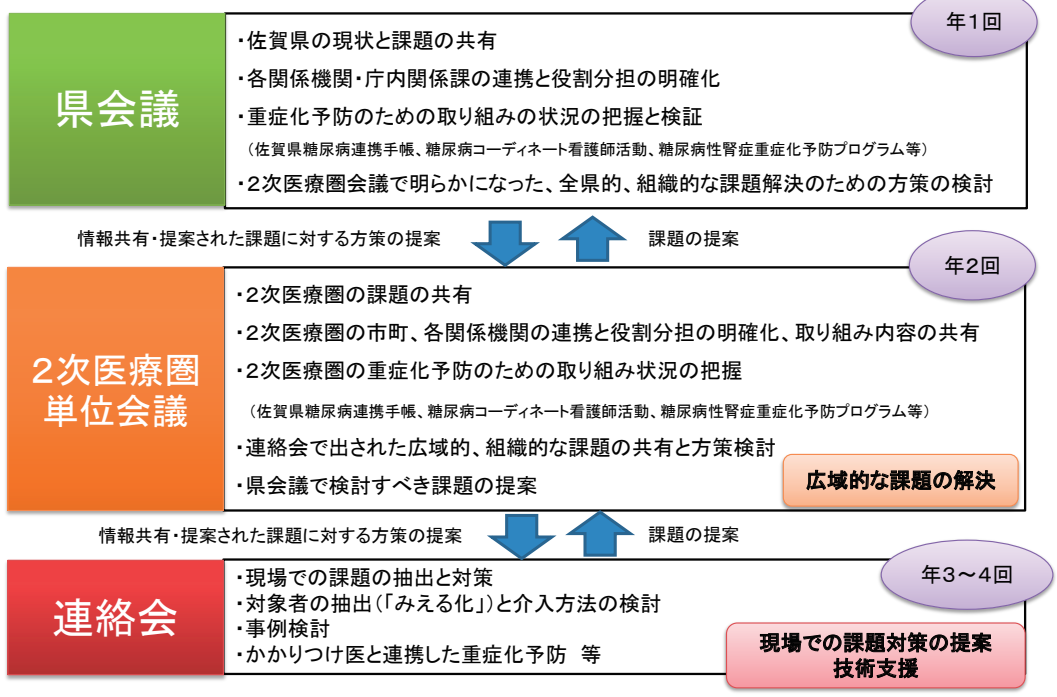 年1回
県会議
・佐賀県の現状と課題の共有
・各関係機関・庁内関係課の連携と役割分担の明確化
・重症化予防のための取り組みの状況の把握と検証
（佐賀県糖尿病連携手帳、糖尿病コーディネート看護師活動、糖尿病性腎症重症化予防プログラム等）
・２次医療圏会議で明らかになった、全県的、組織的な課題解決のための方策の検討
情報共有・提案された課題に対する方策の提案
課題の提案
年２回
２次医療圏
単位会議
・２次医療圏の課題の共有
・２次医療圏の市町、各関係機関の連携と役割分担の明確化、取り組み内容の共有
・２次医療圏の重症化予防のための取り組み状況の把握
（佐賀県糖尿病連携手帳、糖尿病コーディネート看護師活動、糖尿病性腎症重症化予防プログラム等）
・連絡会で出された広域的、組織的な課題の共有と方策検討
・県会議で検討すべき課題の提案
広域的な課題の解決
情報共有・提案された課題に対する方策の提案
課題の提案
年３～４回
連絡会
・現場での課題の抽出と対策
・対象者の抽出（「みえる化」）と介入方法の検討
・事例検討
・かかりつけ医と連携した重症化予防　等
現場での課題対策の提案
技術支援